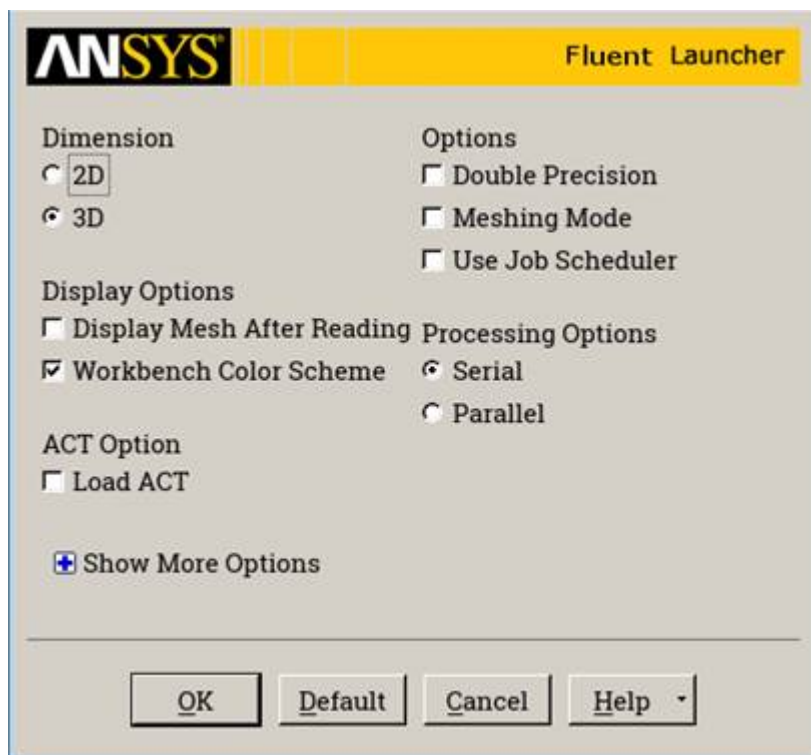 ANSYS
Fluent Launcher
Dimension
2D
3D
Display Options
Display Mesh After Reading
Workbench Color Scheme
ACT Option
Load ACT
Show More Options
Options
Double Precision
Meshing Mode
Use Job Scheduler
Processing Options
Serial
Parallel
OK
Default
Cancel
Help